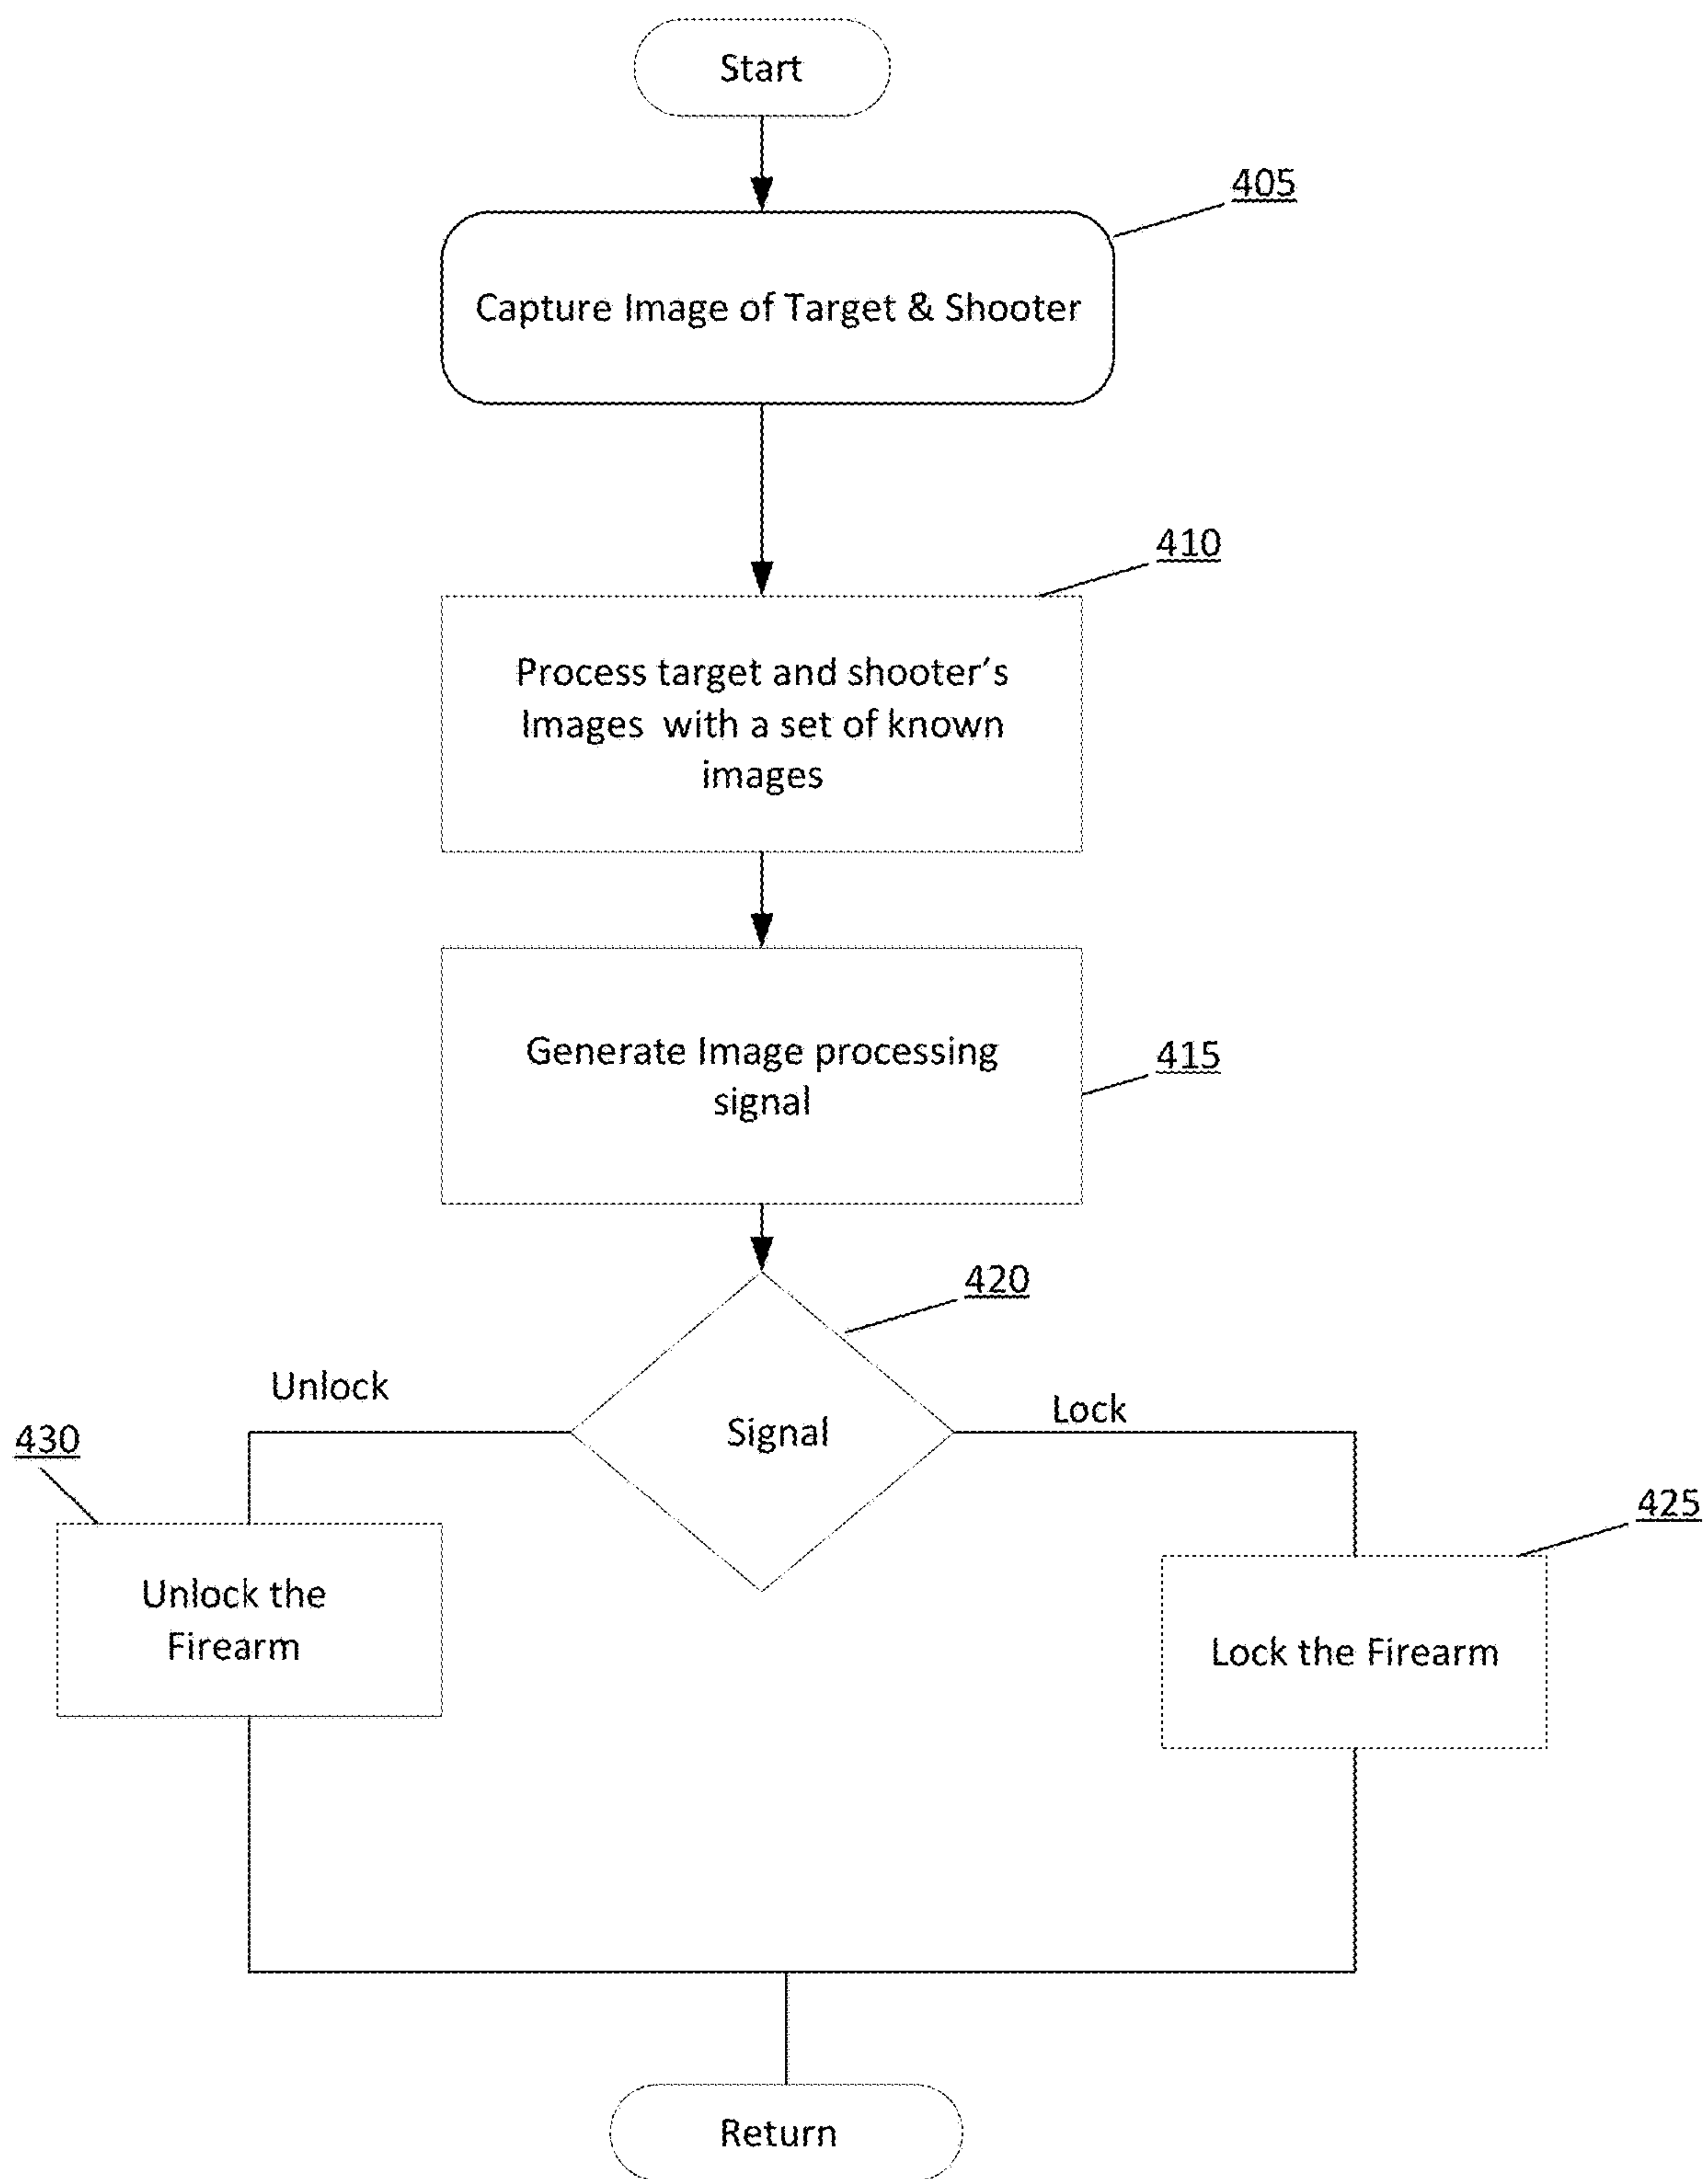 Start
405
Capture Image of Target & Shooter
410
Process target and shooter's
Images with a set of known
images
Generate Image processing
signal
415
420
Unlock
Lock
Signal
430
425
Unlock the
Firearm
Lock the Firearm
Return